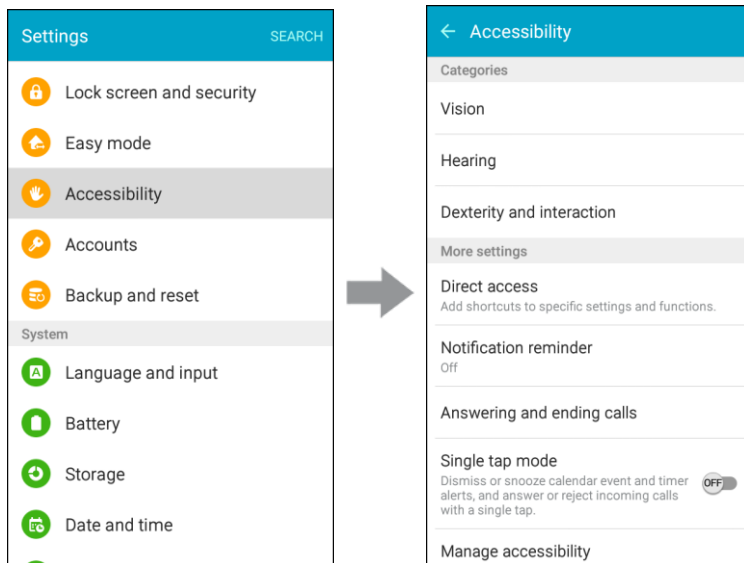 Settings
SEARCH
Lock screen and security
Easy mode
Accessibility
Accounts
Backup and reset
System
A
Language and input
Battery
Storage
Date and time
Accessibility
Categories
Vision
Hearing
Dexterity and interaction
More settings
Direct access
Add shortcuts to specific settings and functions.
Notification reminder
Off
Answering and ending calls
Single tap mode
Dismiss or snooze calendar event and timer
alerts, and answer or reject incoming calls
with a single tap.
OFF
Manage accessibility